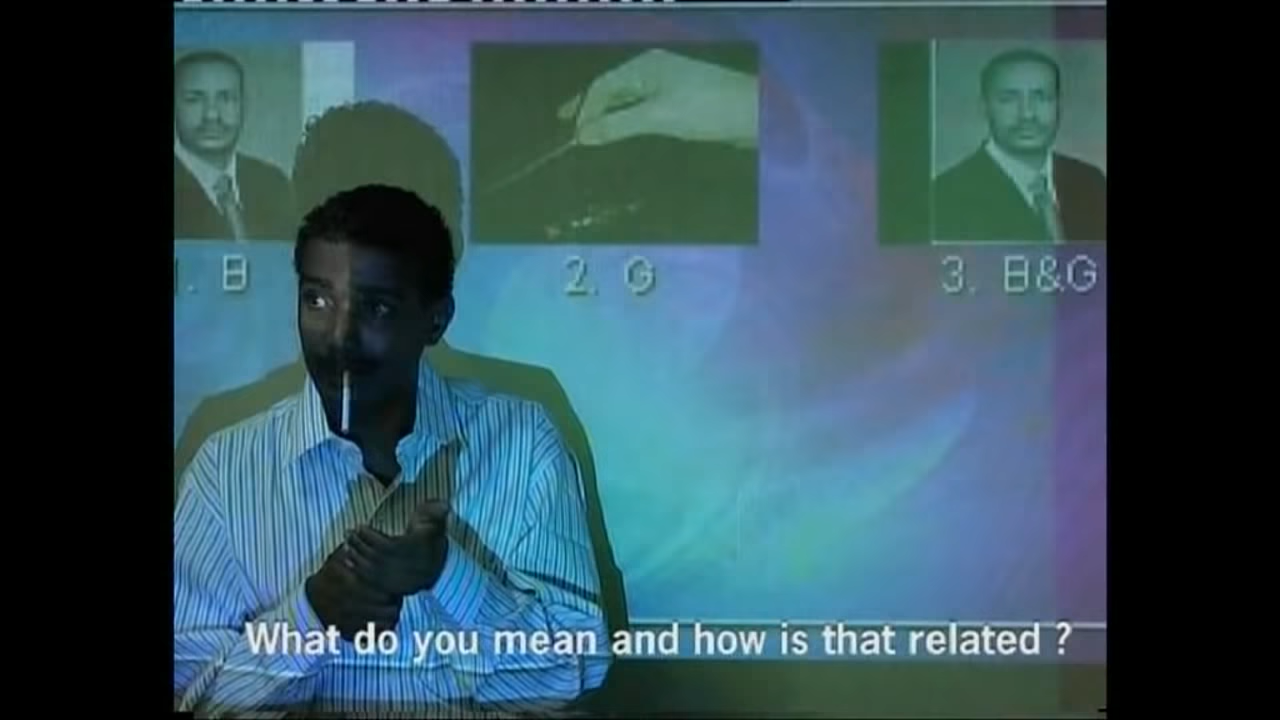 1. B
2. G
3. B&G
What do you mean and how is that related ?